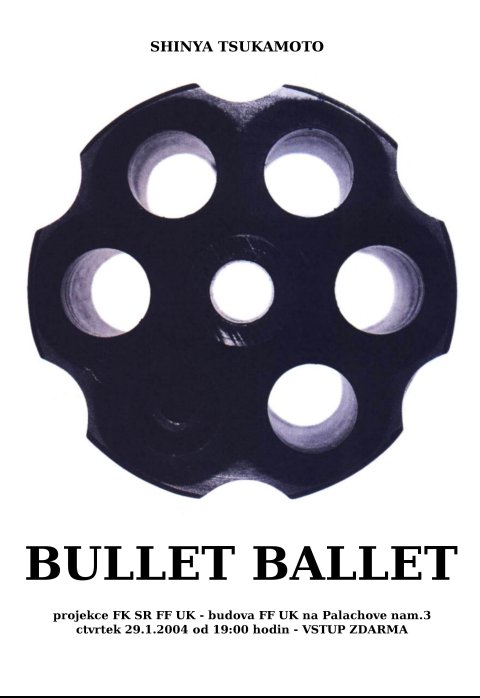 SHINYA TSUKAMOTO
BULLET BALLET
projekce FK SR FF UK - budova FF UK na Palachove nam.3
ctvrtek 29.1.2004 od 19:00 hodin - VSTUP ZDARMA